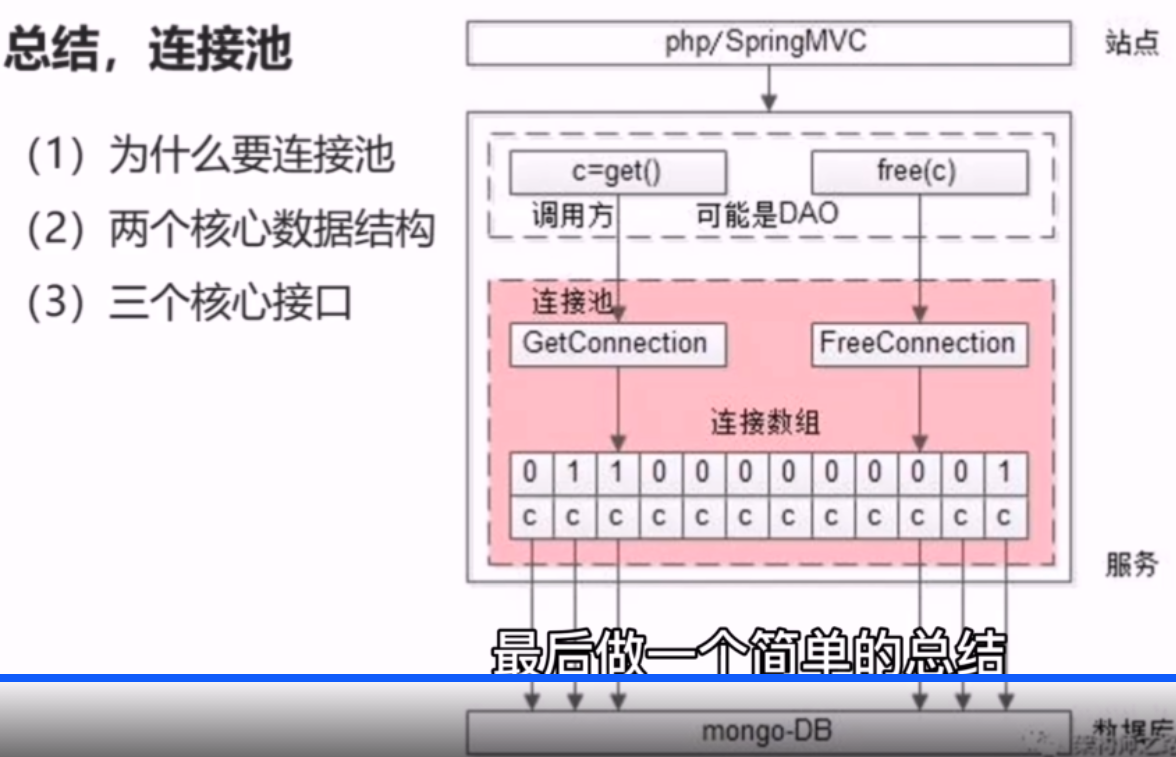 总结，连接池
（1）为什么要连接池
（2）两个核心数据结构
（3）三个核心接口
php/SpringMVC
站点
c=get()
free(c)
调用方
可能是DAO
连接池
GetConnection
FreeConnection
连接数组
0 1 1 0 0 0 0 0 0 0 0 1
c c c c c c c c c c c c
服务
最后做一个简单的总结
mongo-DB
数据库